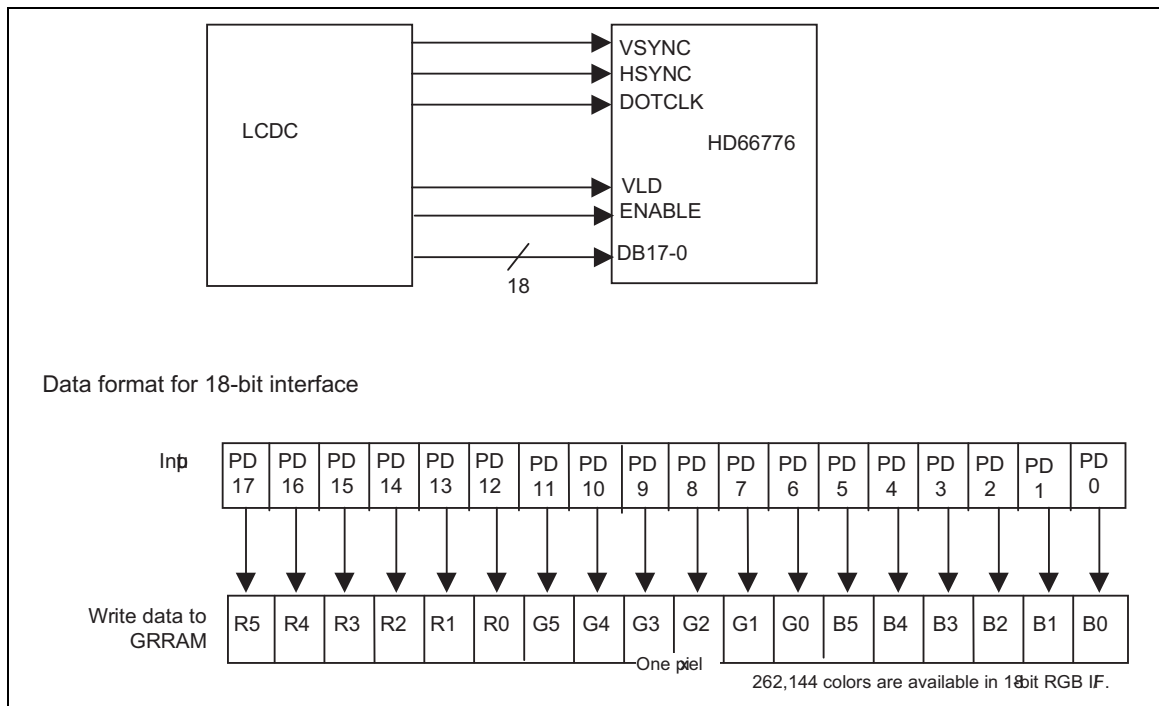 VSYNC
HSYNC
DOTCLK
LCDC
HD66776
VLD
ENABLE
DB17-0
18
Data format for 18-bit interface
PD PD PD PD PD PD PD PD PD PD PD PD PD PD PD PD PD PD
17 16 15 14 13 12 11 10 9 8 7 6 5 4 3 2 1 0
Write data to
GRRAM
R5 R4 R3 R2 R1 R0 G5 G4 G3 G2 G1 G0 B5 B4 B3 B2 B1 B0
One pixel
262,144 colors are available in 18bit RGB IF.